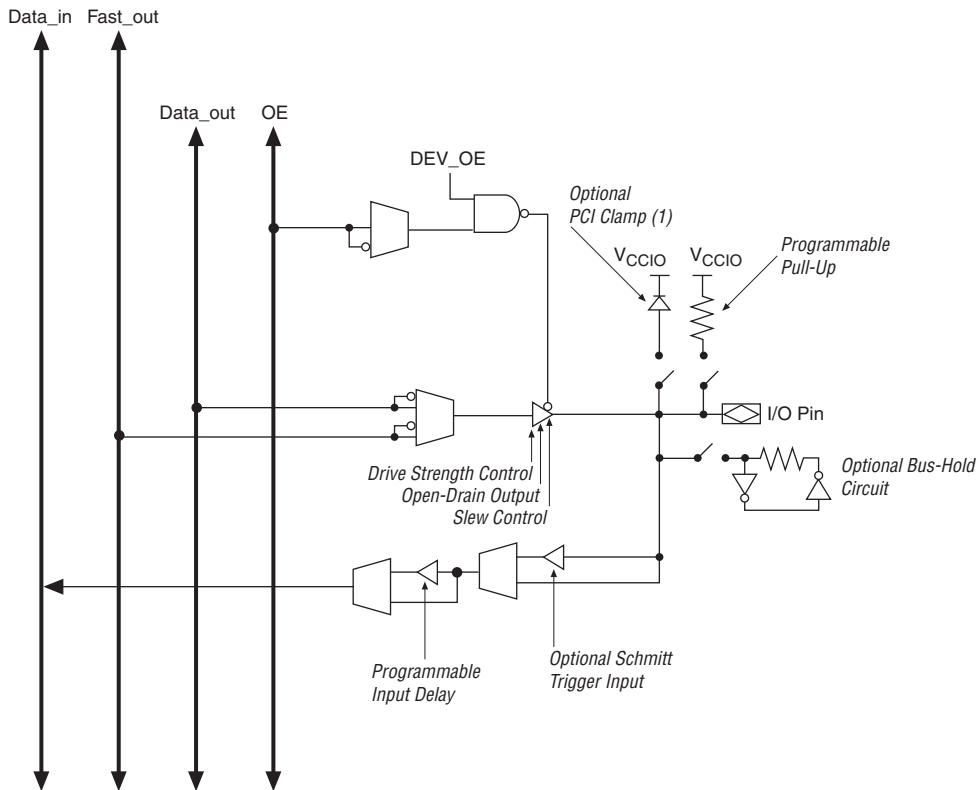 Data_in Fast_out
Data_out OE
DEV_OE
Optional
PCI Clamp (1)
VCCIO VCCIO
Programmable
Pull-Up
I/O Pin
Drive Strength Control
Open-Drain Output
Slew Control
Optional Bus-Hold
Circuit
Programmable
Input Delay
Optional Schmitt
Trigger Input